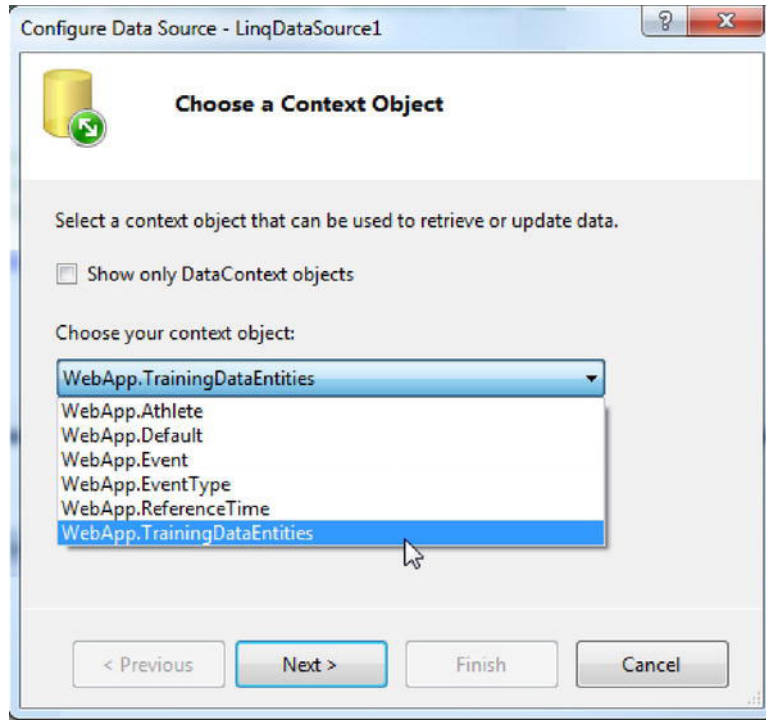 Configure Data Source - LinqDataSource1
Choose a Context Object
Select a context object that can be used to retrieve or update data.
Show only DataContext objects
Choose your context object:
WebApp.TrainingDataEntities
WebApp.Athlete
WebApp.Default
WebApp.Event
WebApp.EventType
WebApp.ReferenceTime
WebApp.TrainingDataEntities
< Previous Next > Finish Cancel